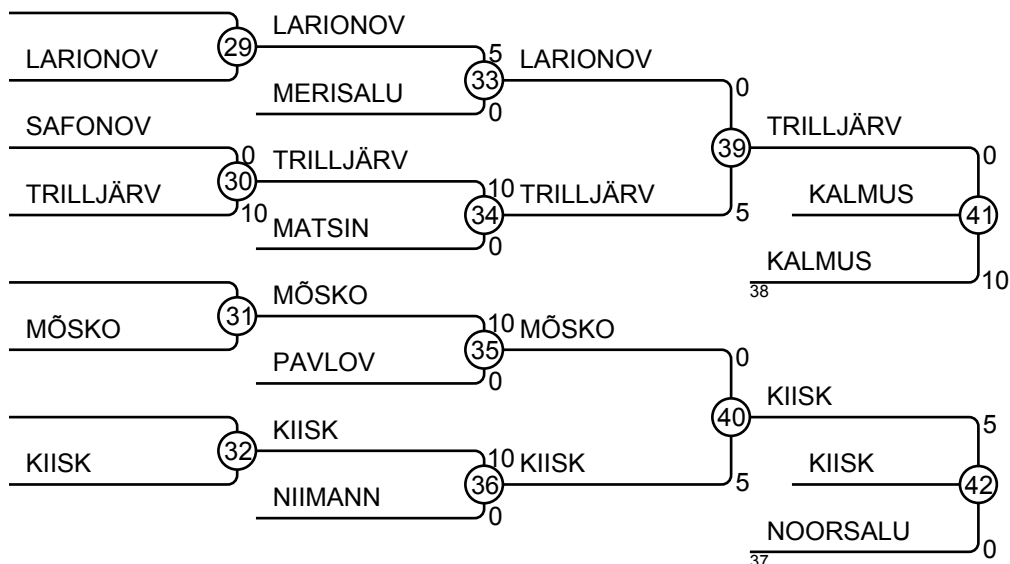 LARIONOV
29
LARIONOV
5
33
LARIONOV
MERISALU
0
0
SAFONOV
0
30
TRILLJÄRV
10
TRILLJÄRV
10
34
TRILLJÄRV
MATSIN
0
39
5
TRILLJÄRV
0
KALMUS
41
KALMUS
38
10
31
MÕSKO
MÕSKO
10
35
MÕSKO
PAVLOV
0
0
32
KIISK
KIISK
10
36
KIISK
NIIMANN
0
40
5
KIISK
5
KIISK
42
NOORSALU
37
0